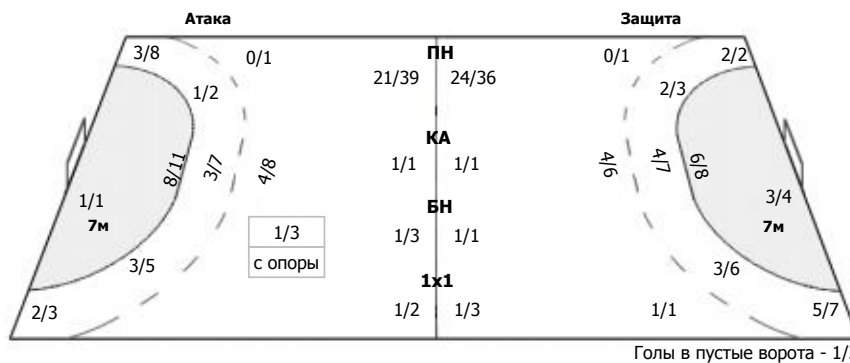 Атака Защита
3/8 0/1 ПН 0/1 2/2
21/39 24/36
1/2 2/3
КА
8/11 3/7 4/8 1/1 1/1 4/6 4/7 6/8
1/1 3/4
БН
7м 7м
1/3 1/3 1/1
с опоры
3/5 3/6
1х1
2/3 1/2 1/3 1/1 5/7
Голы в пустые ворота - 1/